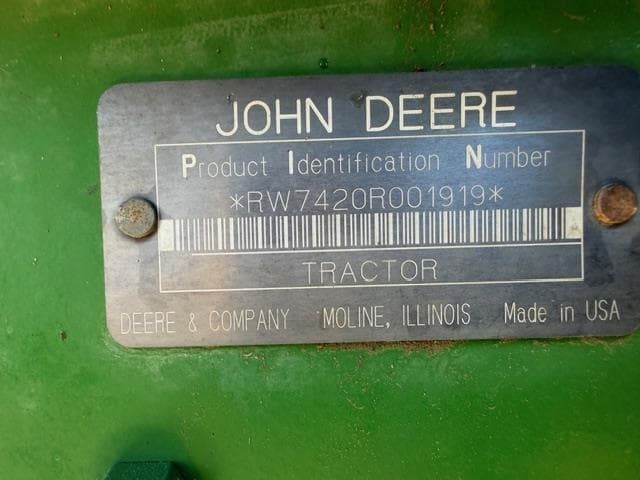 JOHN DEERE
Product Identification Number
*RW7420R001919*
TRACTOR
DEERE & COMPANY MOLINE, ILLINOIS Made in USA